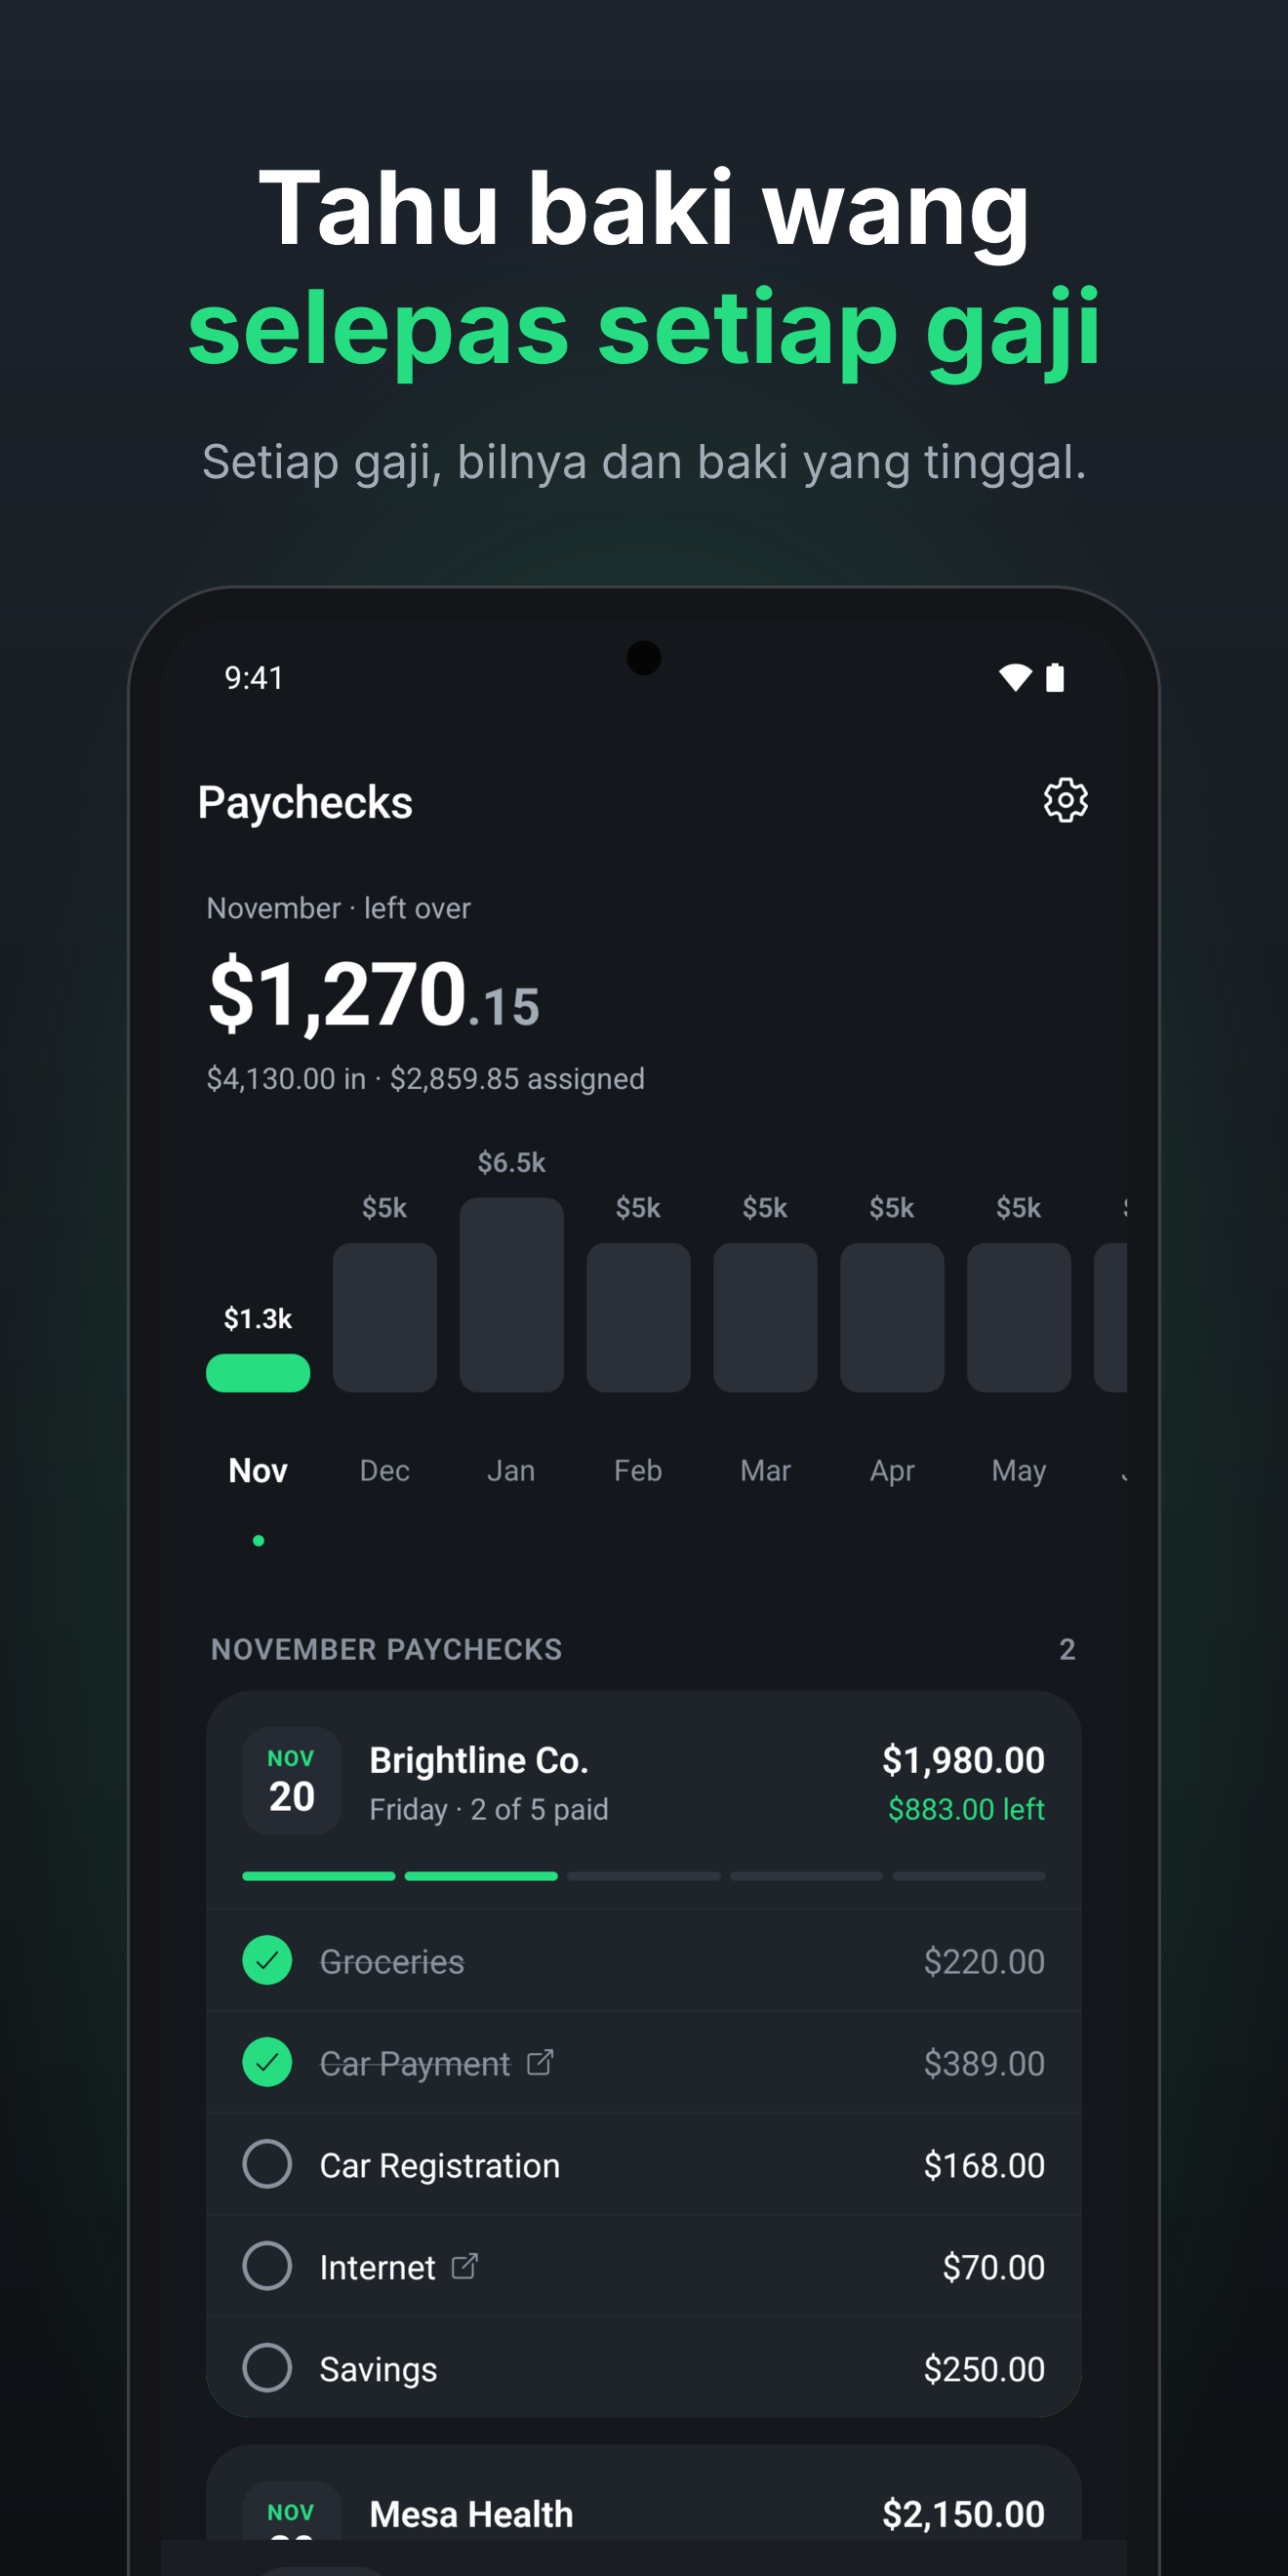 Tahu baki wang
selepas setiap gaji
Setiap gaji, bilnya dan baki yang tinggal.
9:41
Paychecks
November · left over
$1,270.15
$4,130.00 in · $2,859.85 assigned
$1.3k $5k $6.5k $5k $5k $5k $5k
Nov Dec Jan Feb Mar Apr May
NOVEMBER PAYCHECKS 2
NOV 20 Brightline Co. $1,980.00
Friday · 2 of 5 paid $883.00 left
Groceries $220.00
Car Payment $389.00
Car Registration $168.00
Internet $70.00
Savings $250.00
NOV Mesa Health $2,150.00